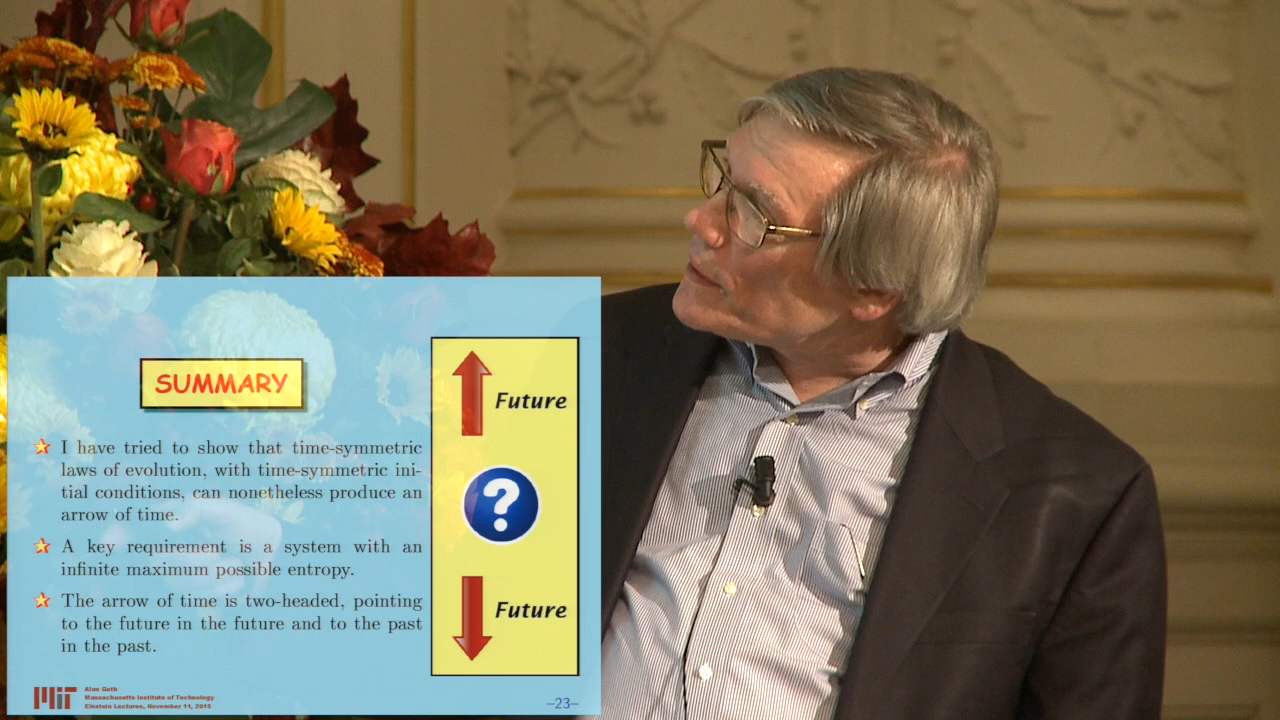 SUMMARY
I have tried to show that time-symmetric
laws of evolution, with time-symmetric ini-
tial conditions, can nonetheless produce an
arrow of time.
A key requirement is a system with an
infinite maximum possible entropy.
The arrow of time is two-headed, pointing
to the future in the future and to the past
in the past.
Future
?
Future
MIT
Alan Guth
Massachusetts Institute of Technology
Einstein Lectures, November 11, 2015
–23–